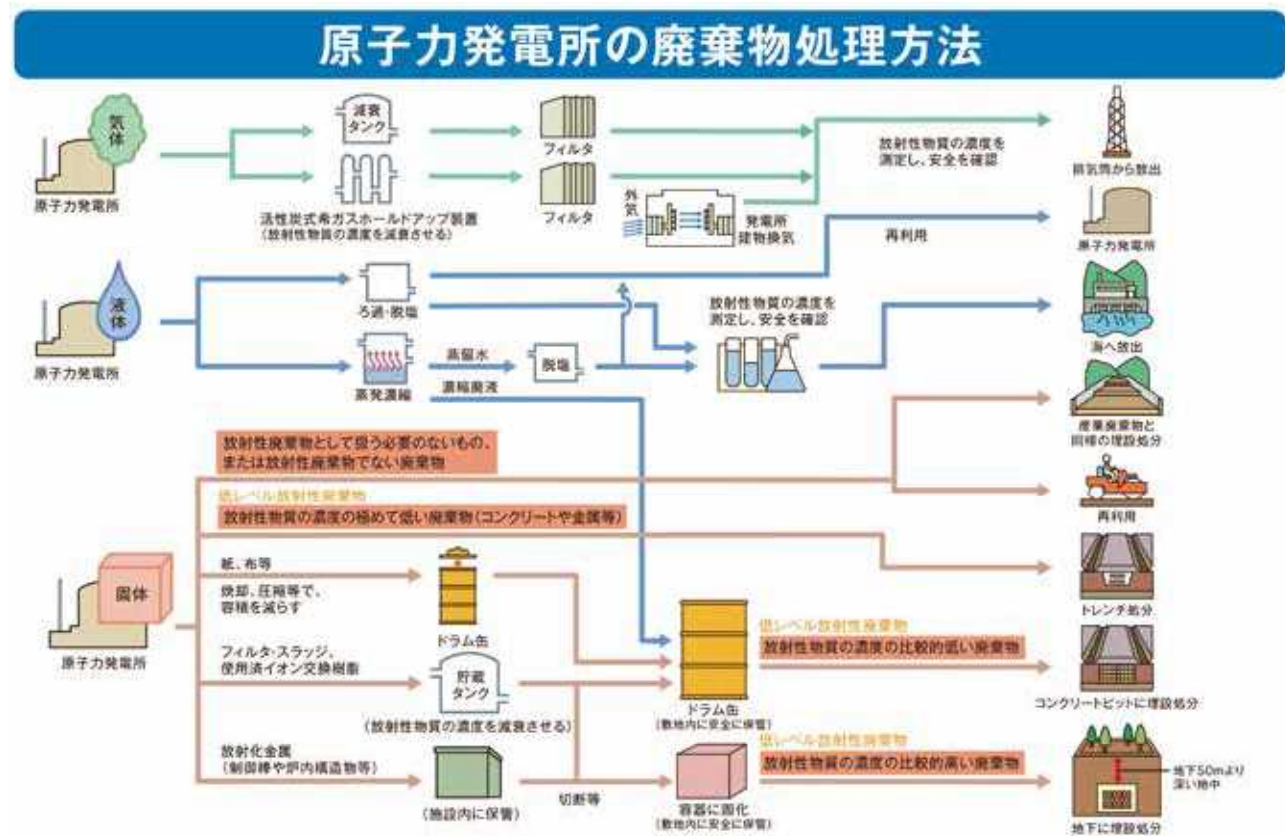 原子力発電所の廃棄物処理方法
気体
原子力発電所
減衰
タンク
フィルタ
活性炭式希ガスホールドアップ装置
(放射性物質の濃度を減衰させる)
フィルタ
外気
発電所
建物換気
放射性物質の濃度を
測定し、安全を確認
排気筒から放出
液体
原子力発電所
ろ過・脱塩
再利用
原子力発電所
蒸発濃縮
蒸留水
濃縮廃液
脱塩
放射性物質の濃度を
測定し、安全を確認
海へ放出
固体
原子力発電所
放射性廃棄物として扱う必要のないもの、
または放射性廃棄物でない廃棄物
産業廃棄物と
同様の埋設処分
再利用
低レベル放射性廃棄物
放射性物質の濃度の極めて低い廃棄物(コンクリートや金属等)
トレンチ処分
紙、布等
焼却、圧縮等で、
容積を減らす
ドラム缶
フィルタ・スラッジ、
使用済イオン交換樹脂
貯蔵
タンク
(放射性物質の濃度を減衰させる)
ドラム缶
(敷地内に安全に保管)
低レベル放射性廃棄物
放射性物質の濃度の比較的低い廃棄物
コンクリートピットに埋設処分
放射化金属
(制御棒や炉内構造物等)
(施設内に保管)
切断等
容器に固化
(敷地内に安全に保管)
低レベル放射性廃棄物
放射性物質の濃度の比較的高い廃棄物
地下50mより
深い地中
地下に埋設処分